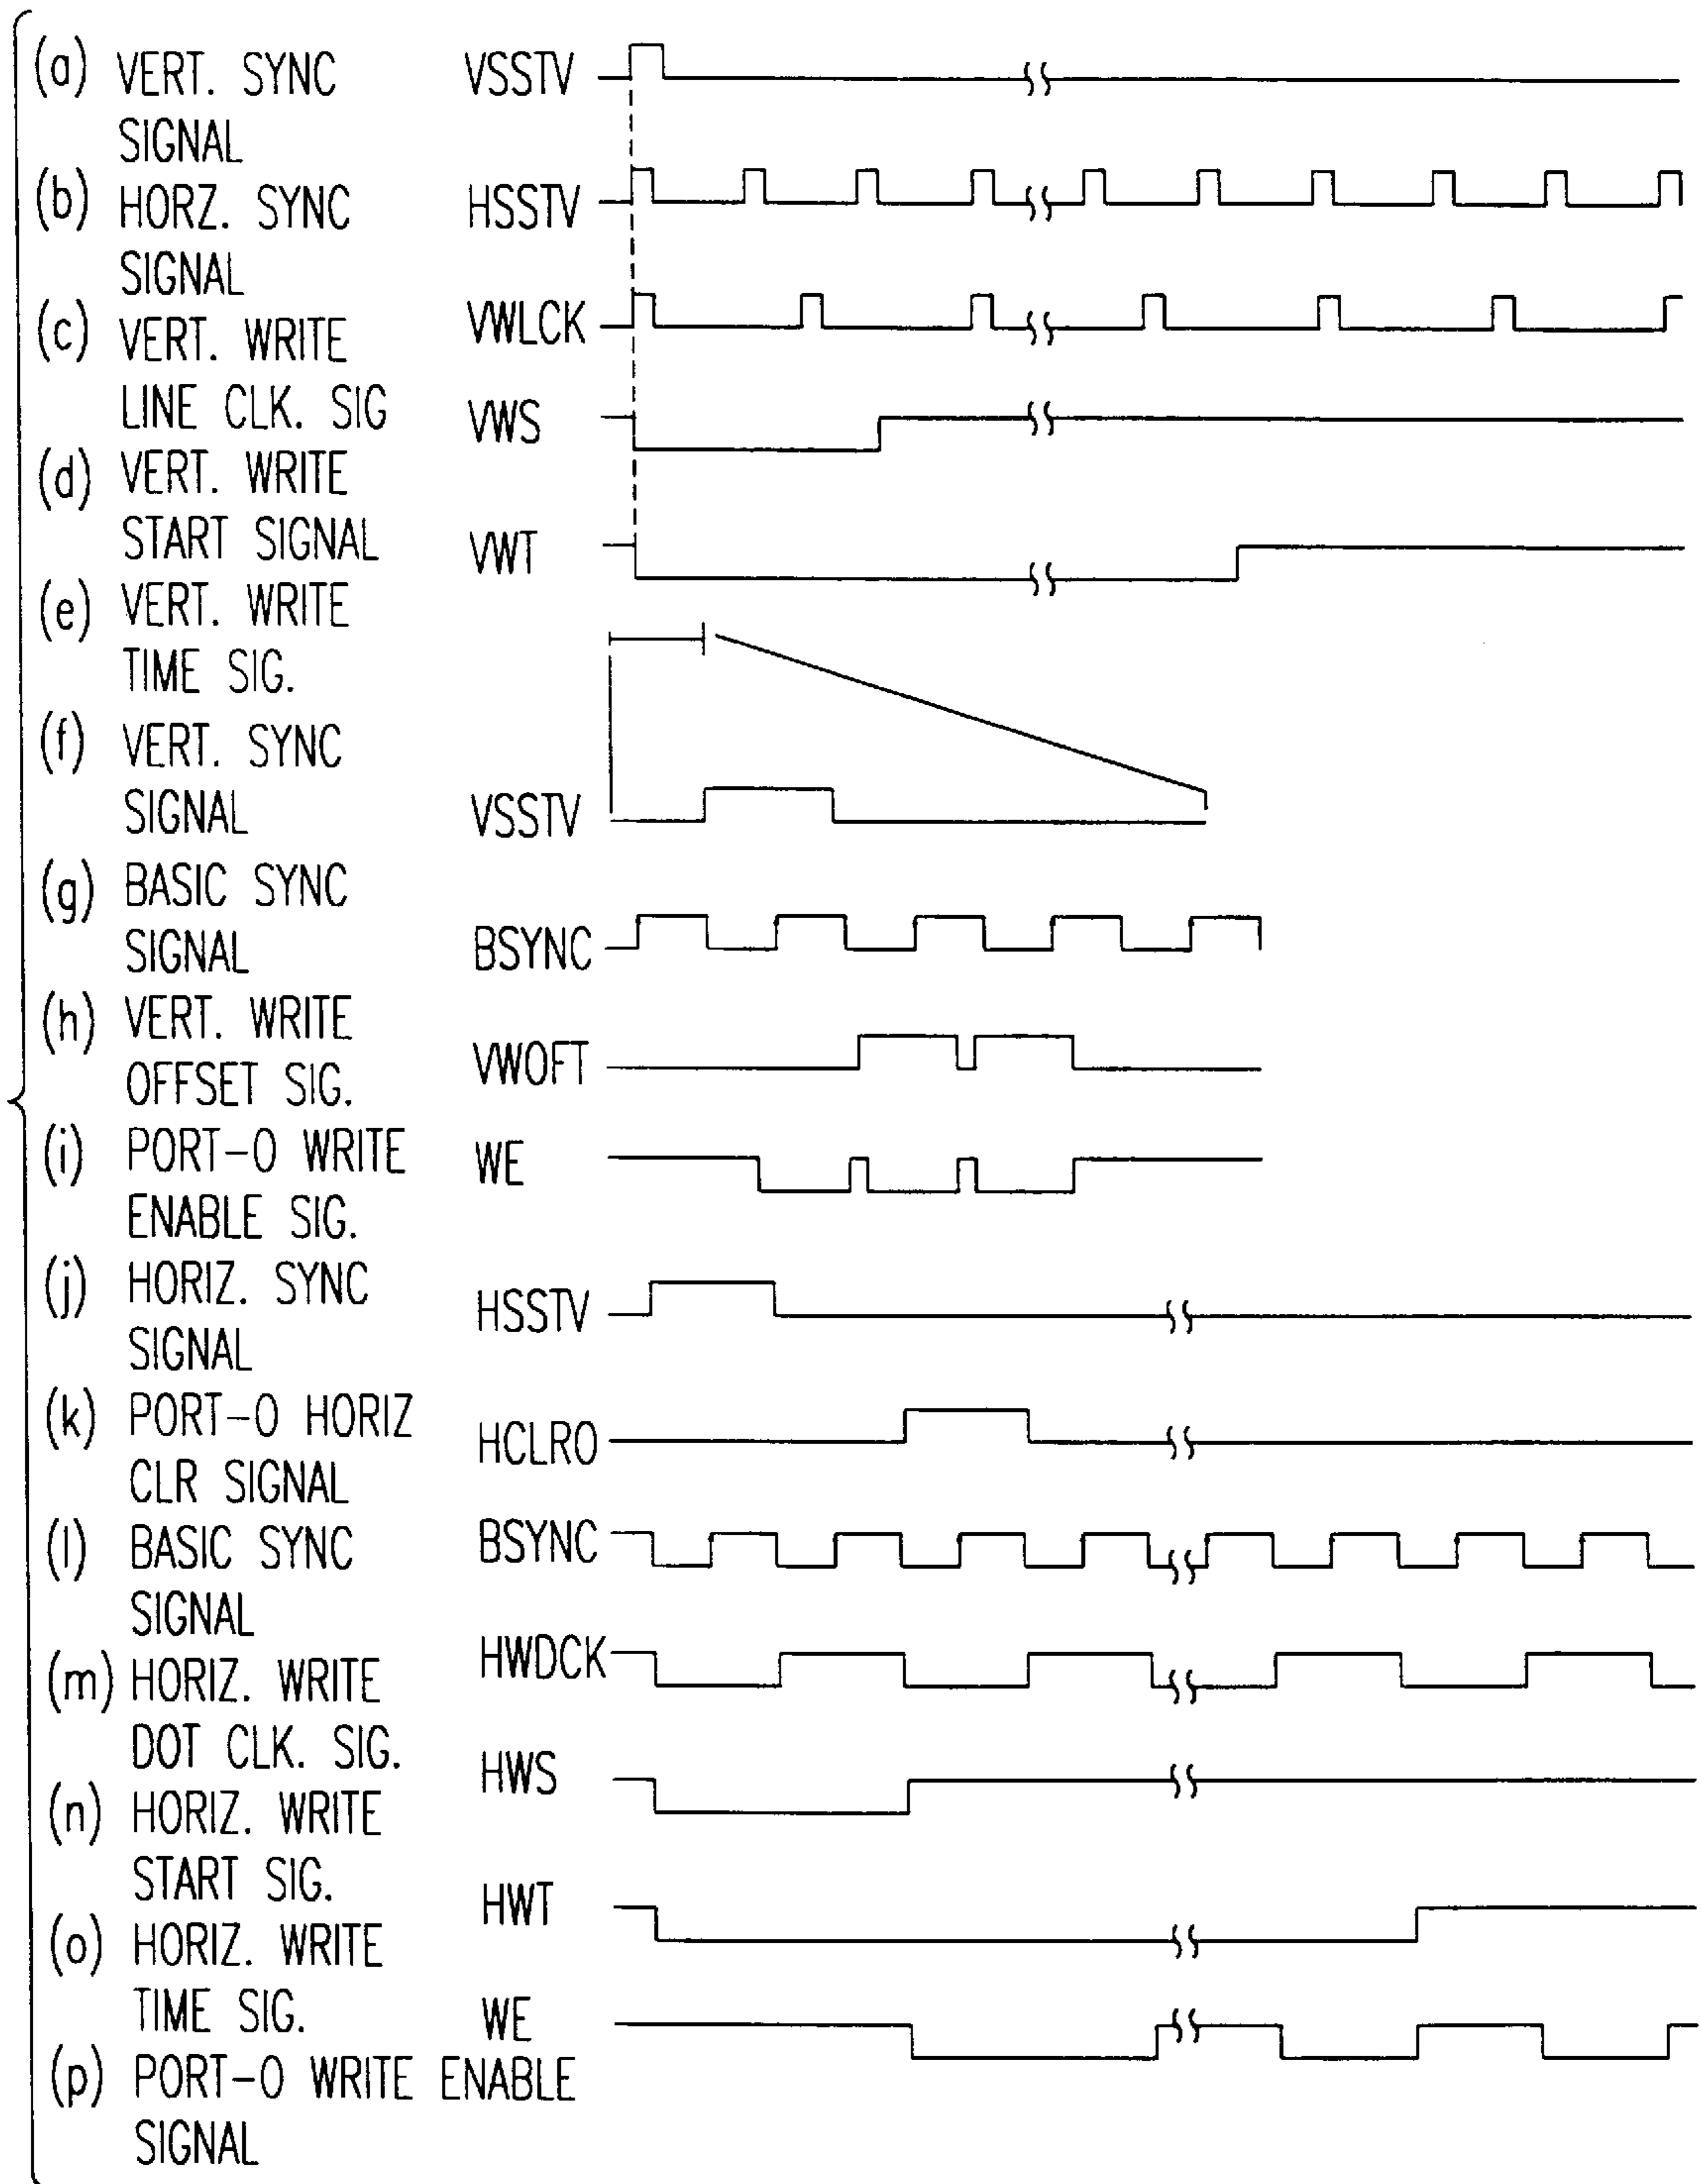 (a) VERT. SYNC VSSTV
SIGNAL
(b) HORZ. SYNC HSSTV
SIGNAL
(c) VERT. WRITE VWLCK
LINE CLK. SIG VWS
(d) VERT. WRITE
START SIGNAL VWT
(e) VERT. WRITE
TIME SIG.
(f) VERT. SYNC
SIGNAL VSSTV
(g) BASIC SYNC
SIGNAL BSYNC
(h) VERT. WRITE
OFFSET SIG. VWOFT
(i) PORT-0 WRITE WE
ENABLE SIG.
(j) HORIZ. SYNC HSSTV
SIGNAL
(k) PORT-0 HORIZ HCLR0
CLR SIGNAL
(l) BASIC SYNC BSYNC
SIGNAL
(m) HORIZ. WRITE HWDCK
DOT CLK. SIG. HWS
(n) HORIZ. WRITE
START SIG. HWT
(o) HORIZ. WRITE
TIME SIG. WE
(p) PORT-0 WRITE ENABLE
SIGNAL